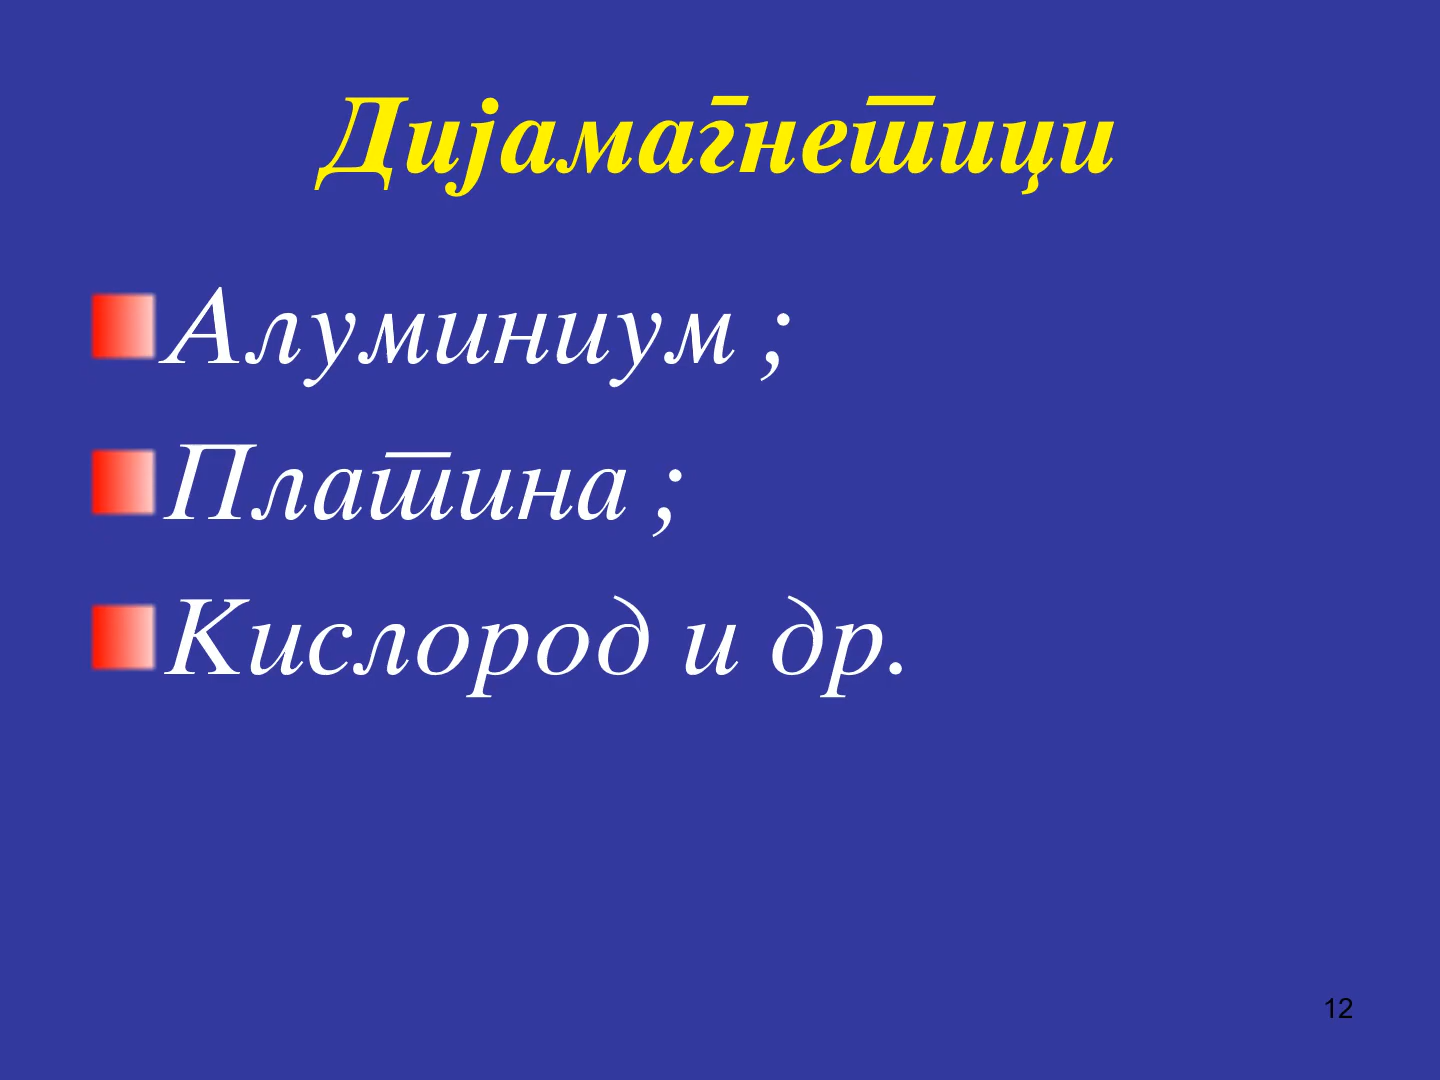 Дијамагнетици
Алуминиум ;
Платина ;
Кислород и др.
12